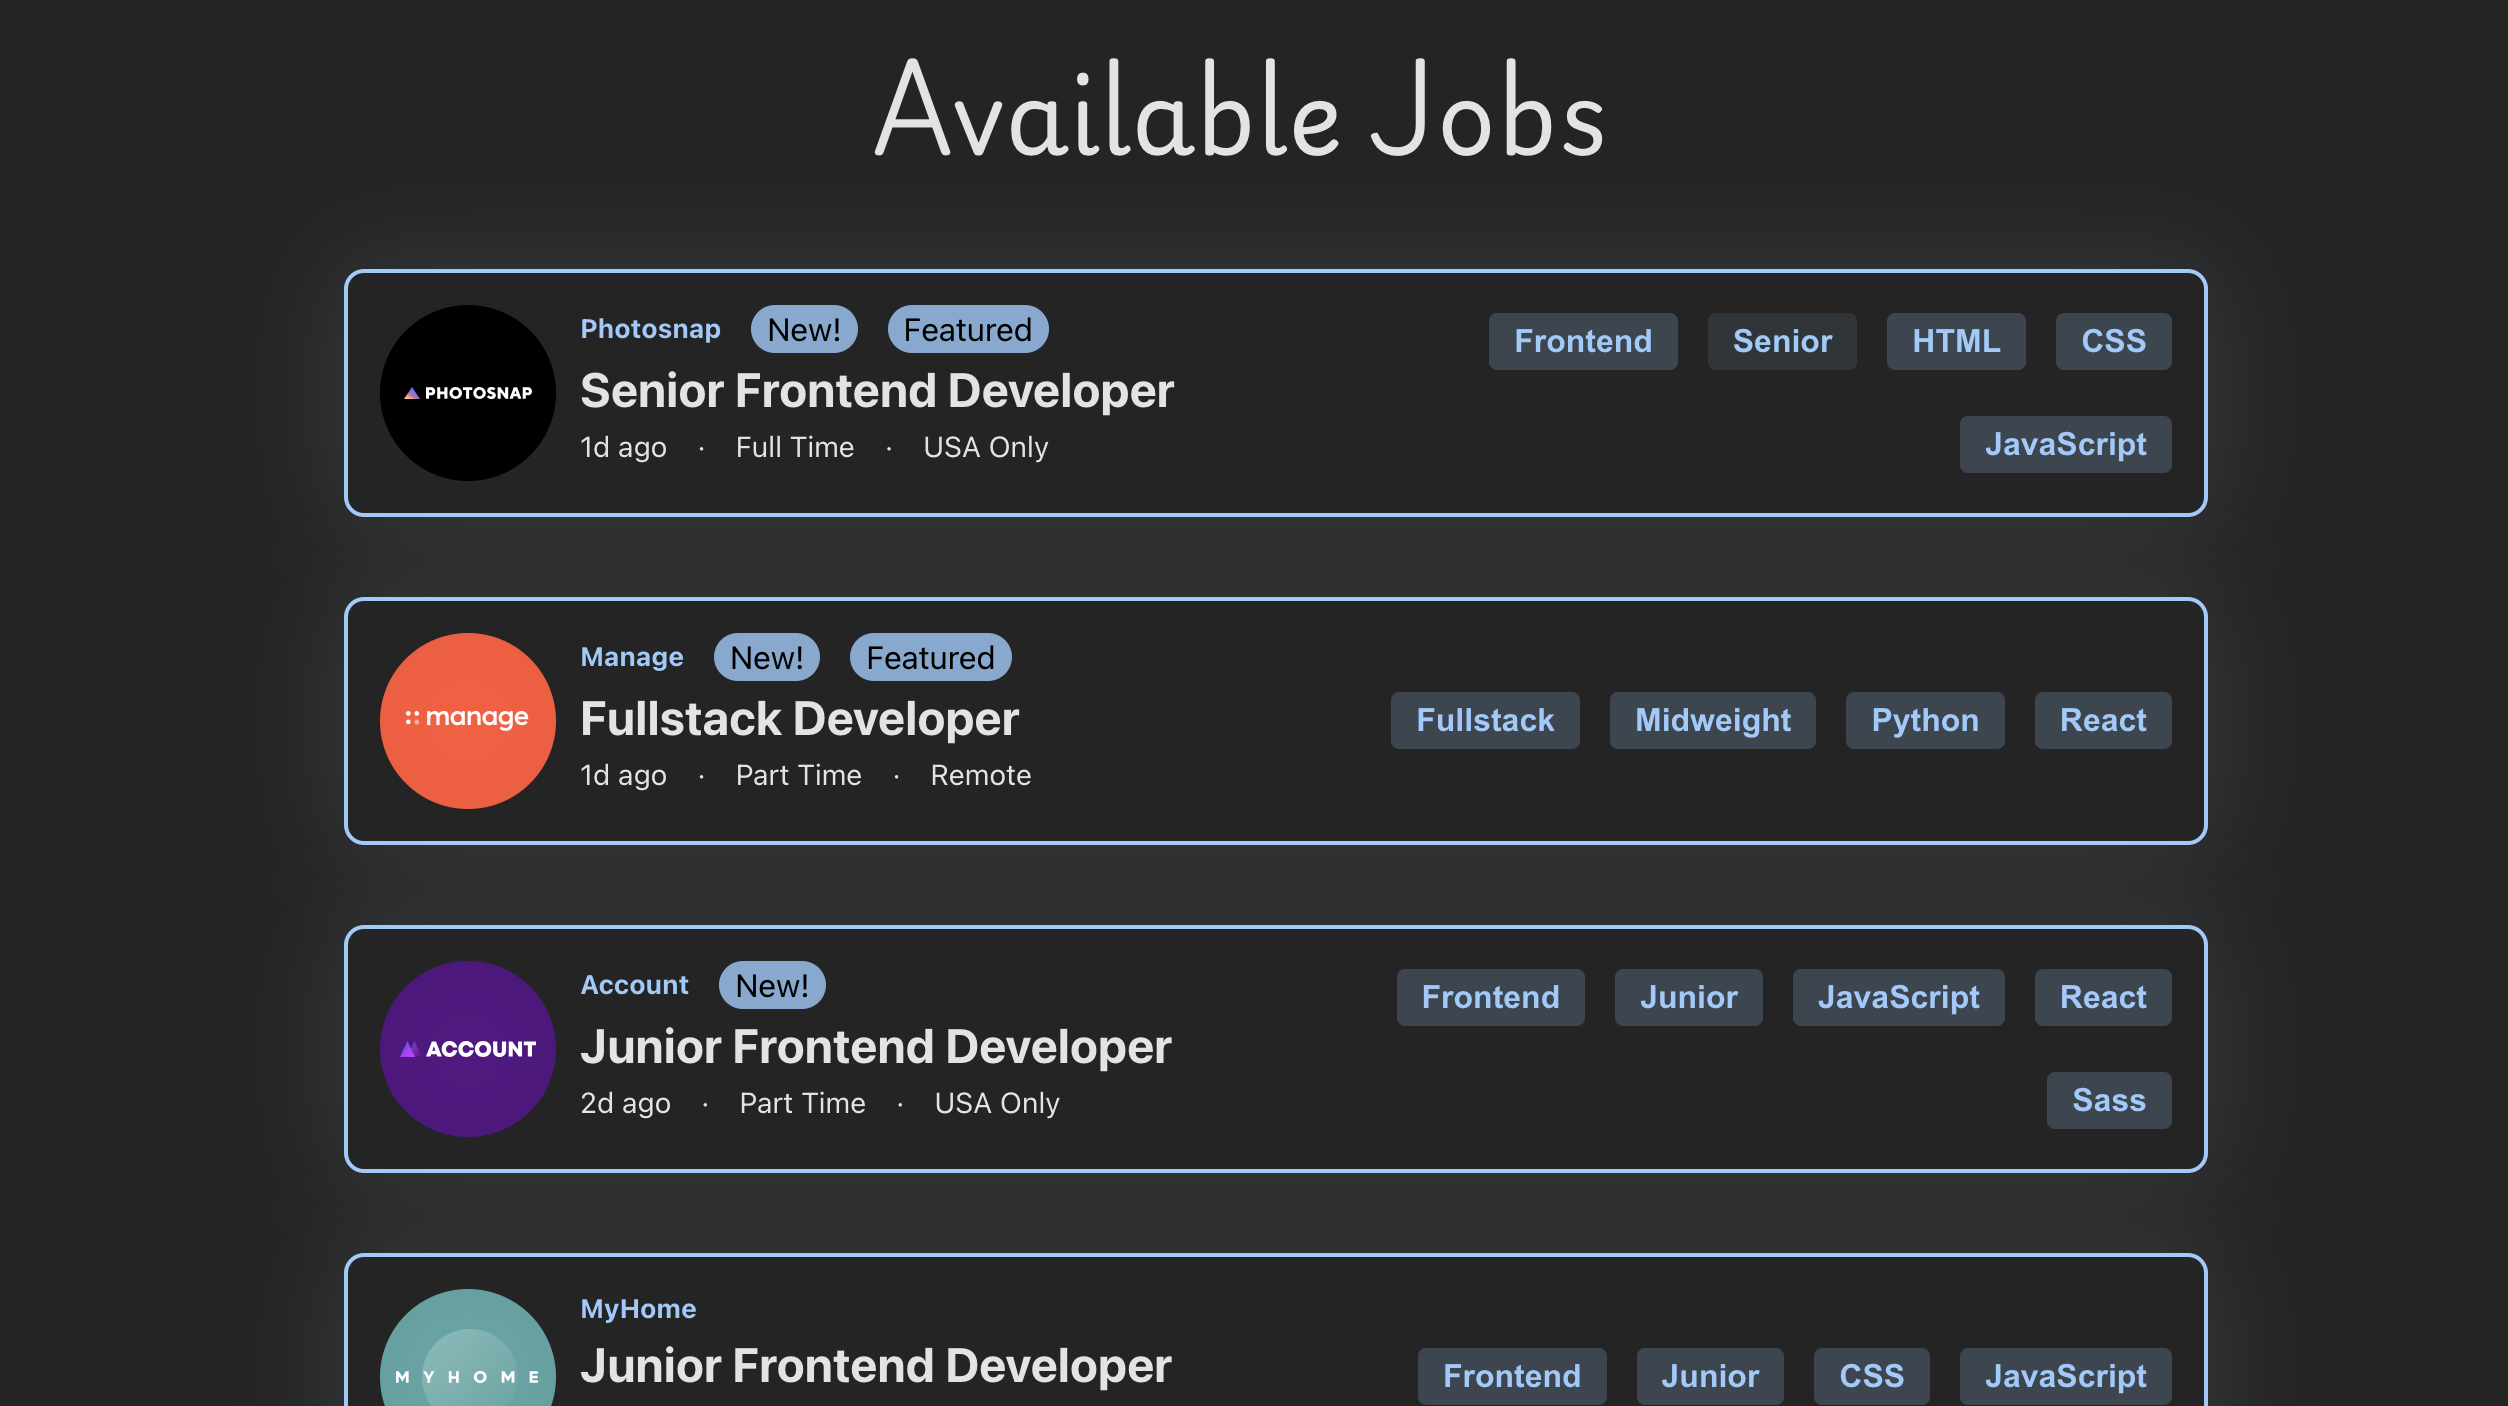 Available Jobs
PHOTOSNAP
Photosnap New! Featured
Senior Frontend Developer
1d ago · Full Time · USA Only
Frontend Senior HTML CSS
JavaScript
manage
Manage New! Featured
Fullstack Developer
1d ago · Part Time · Remote
Fullstack Midweight Python React
ACCOUNT
Account New!
Junior Frontend Developer
2d ago · Part Time · USA Only
Frontend Junior JavaScript React
Sass
MYHOME
MyHome
Junior Frontend Developer
Frontend Junior CSS JavaScript